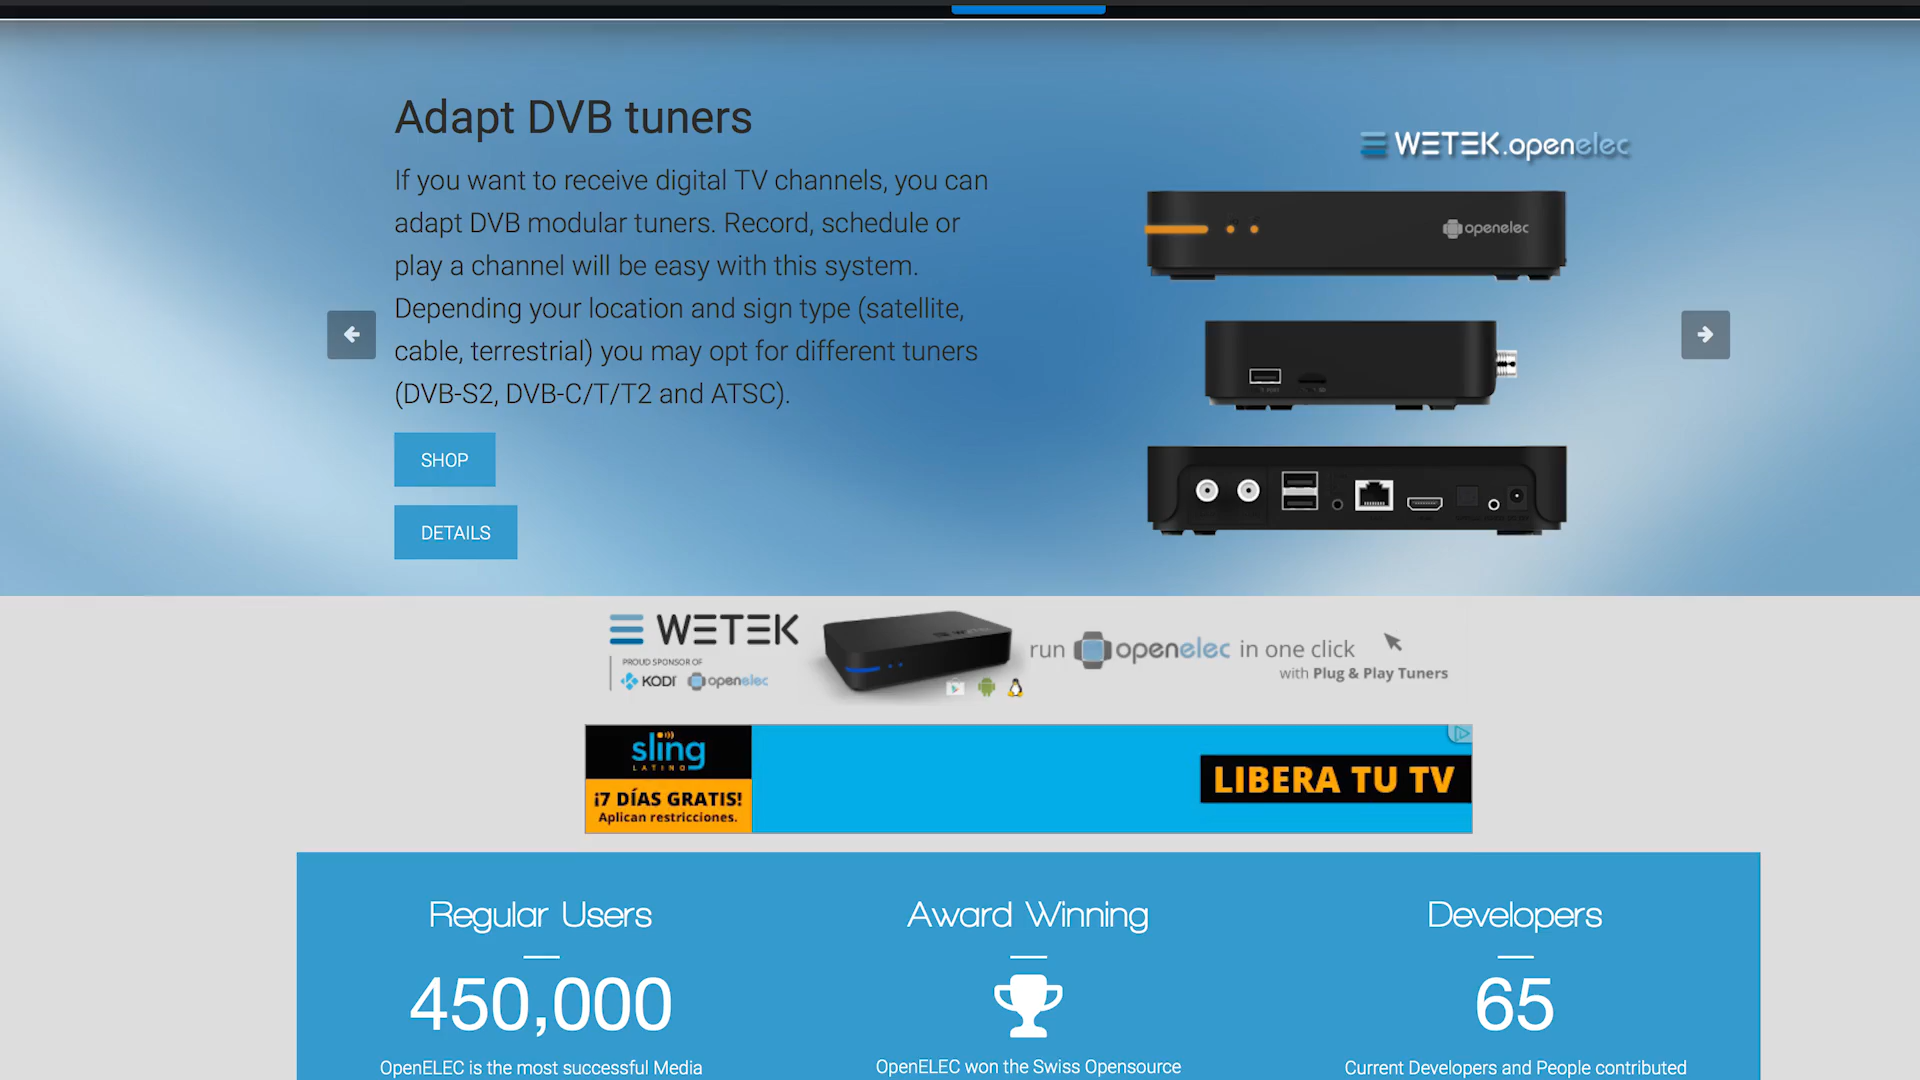 Adapt DVB tuners
If you want to receive digital TV channels, you can
adapt DVB modular tuners. Record, schedule or
play a channel will be easy with this system.
Depending your location and sign type (satellite,
cable, terrestrial) you may opt for different tuners
(DVB-S2, DVB-C/T/T2 and ATSC).
SHOP
DETAILS
WETEK.openelec
openelec
WETEK
PROUD SPONSOR OF
KODI openelec
run openelec in one click
with Plug & Play Tuners
sling
LATINO
¡7 DÍAS GRATIS!
Aplican restricciones.
LIBERA TU TV
Regular Users
450,000
OpenELEC is the most successful Media
Award Winning
OpenELEC won the Swiss Opensource
Developers
65
Current Developers and People contributed